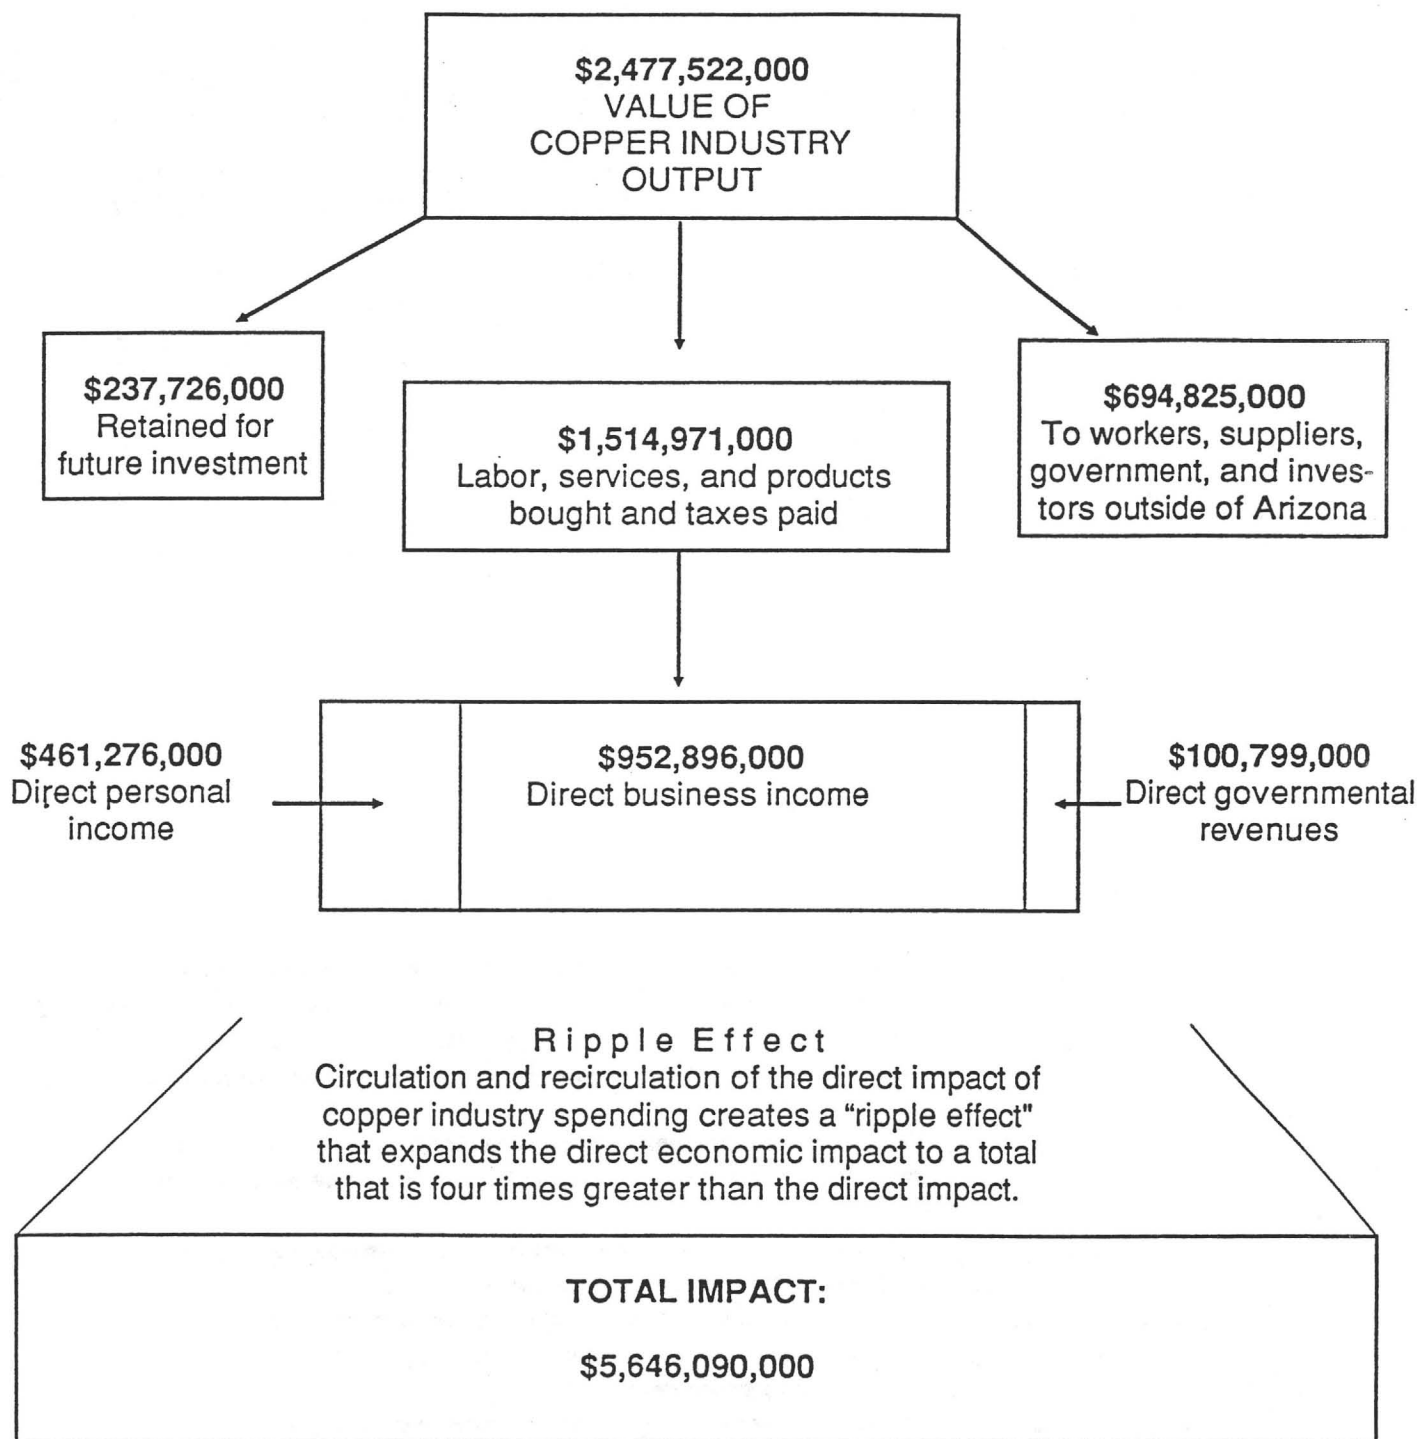 $2,477,522,000
VALUE OF
COPPER INDUSTRY
OUTPUT
$237,726,000
Retained for
future investment
$1,514,971,000
Labor, services, and products
bought and taxes paid
$694,825,000
To workers, suppliers,
government, and inves-
tors outside of Arizona
$461,276,000
Direct personal
income
$952,896,000
Direct business income
$100,799,000
Direct governmental
revenues
Ripple Effect
Circulation and recirculation of the direct impact of
copper industry spending creates a “ripple effect"
that expands the direct economic impact to a total
that is four times greater than the direct impact.
TOTAL IMPACT:
$5,646,090,000